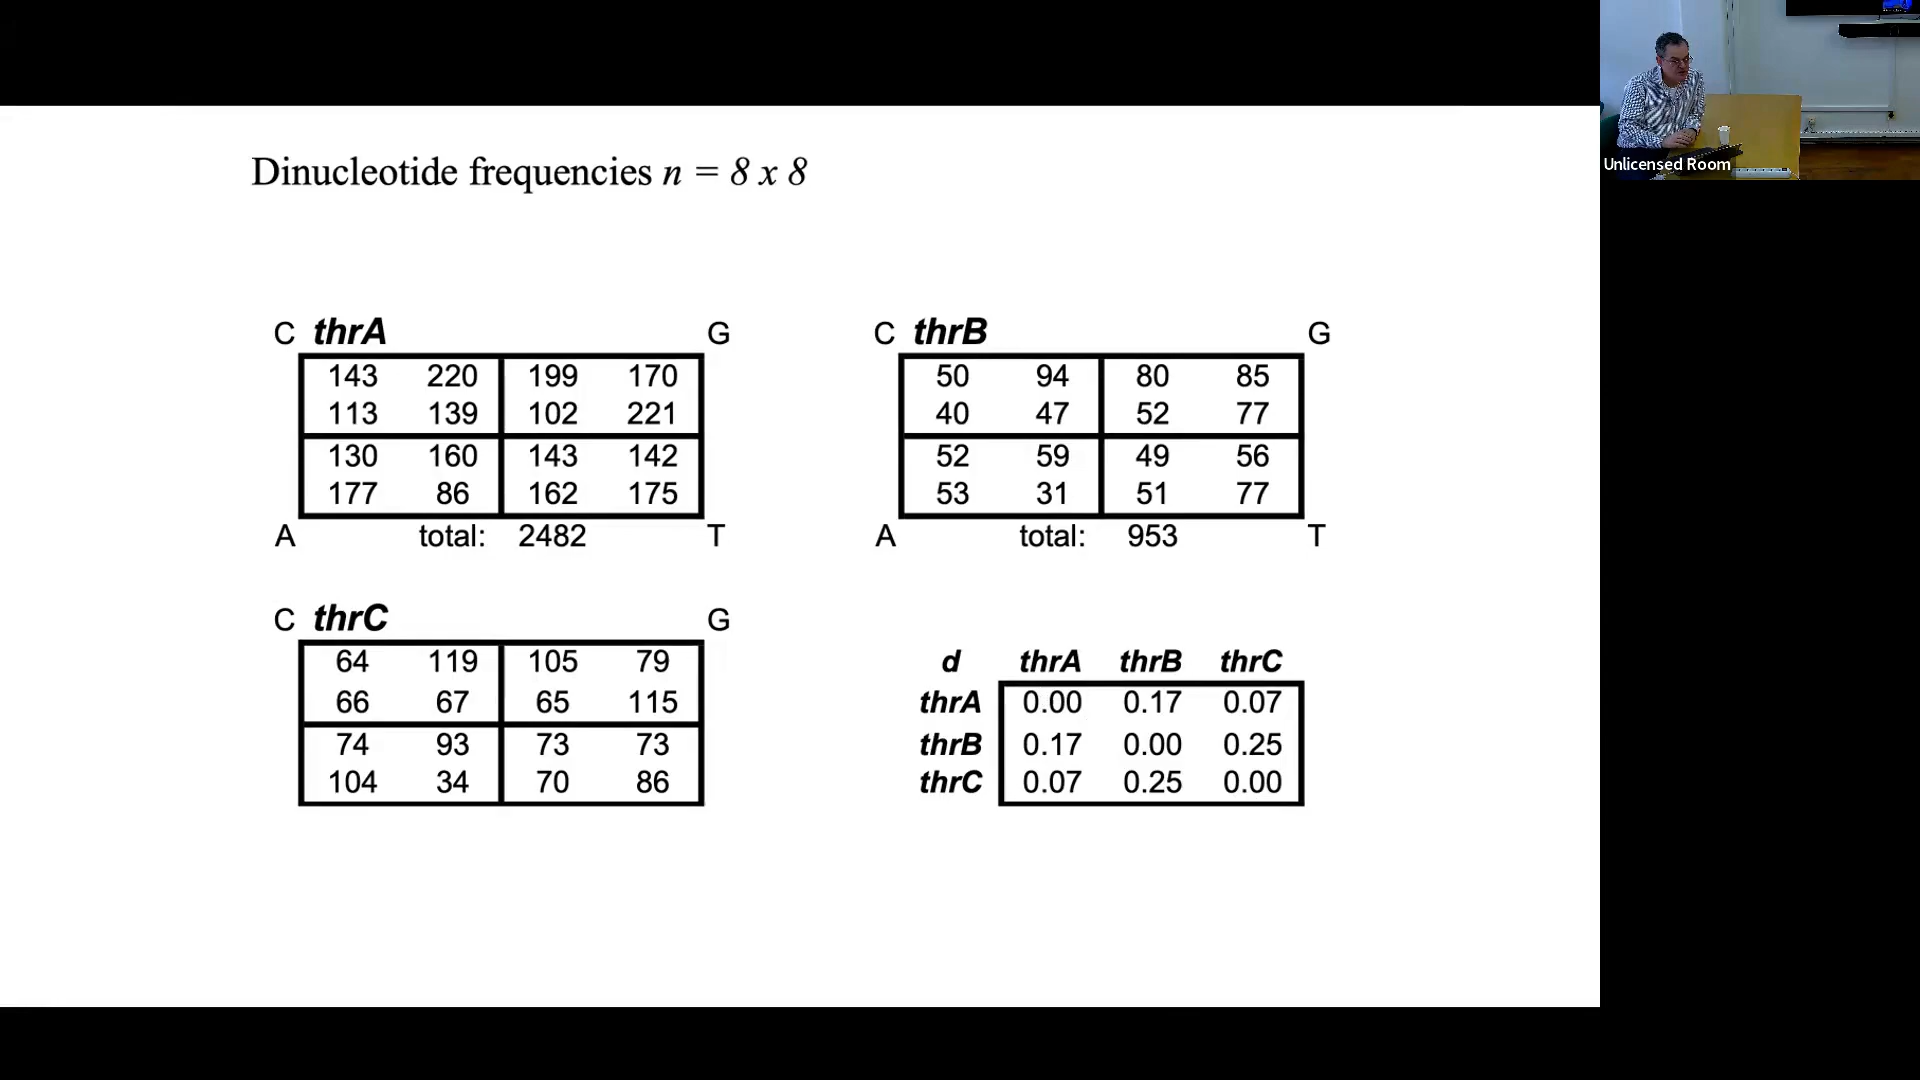 Dinucleotide frequencies n = 8 x 8
Unlicensed Room
C thrA G
143 220 199 170
113 139 102 221
130 160 143 142
177 86 162 175
A total: 2482 T
C thrB G
50 94 80 85
40 47 52 77
52 59 49 56
53 31 51 77
A total: 953 T
C thrC G
64 119 105 79
66 67 65 115
74 93 73 73
104 34 70 86
d thrA thrB thrC
thrA 0.00 0.17 0.07
thrB 0.17 0.00 0.25
thrC 0.07 0.25 0.00